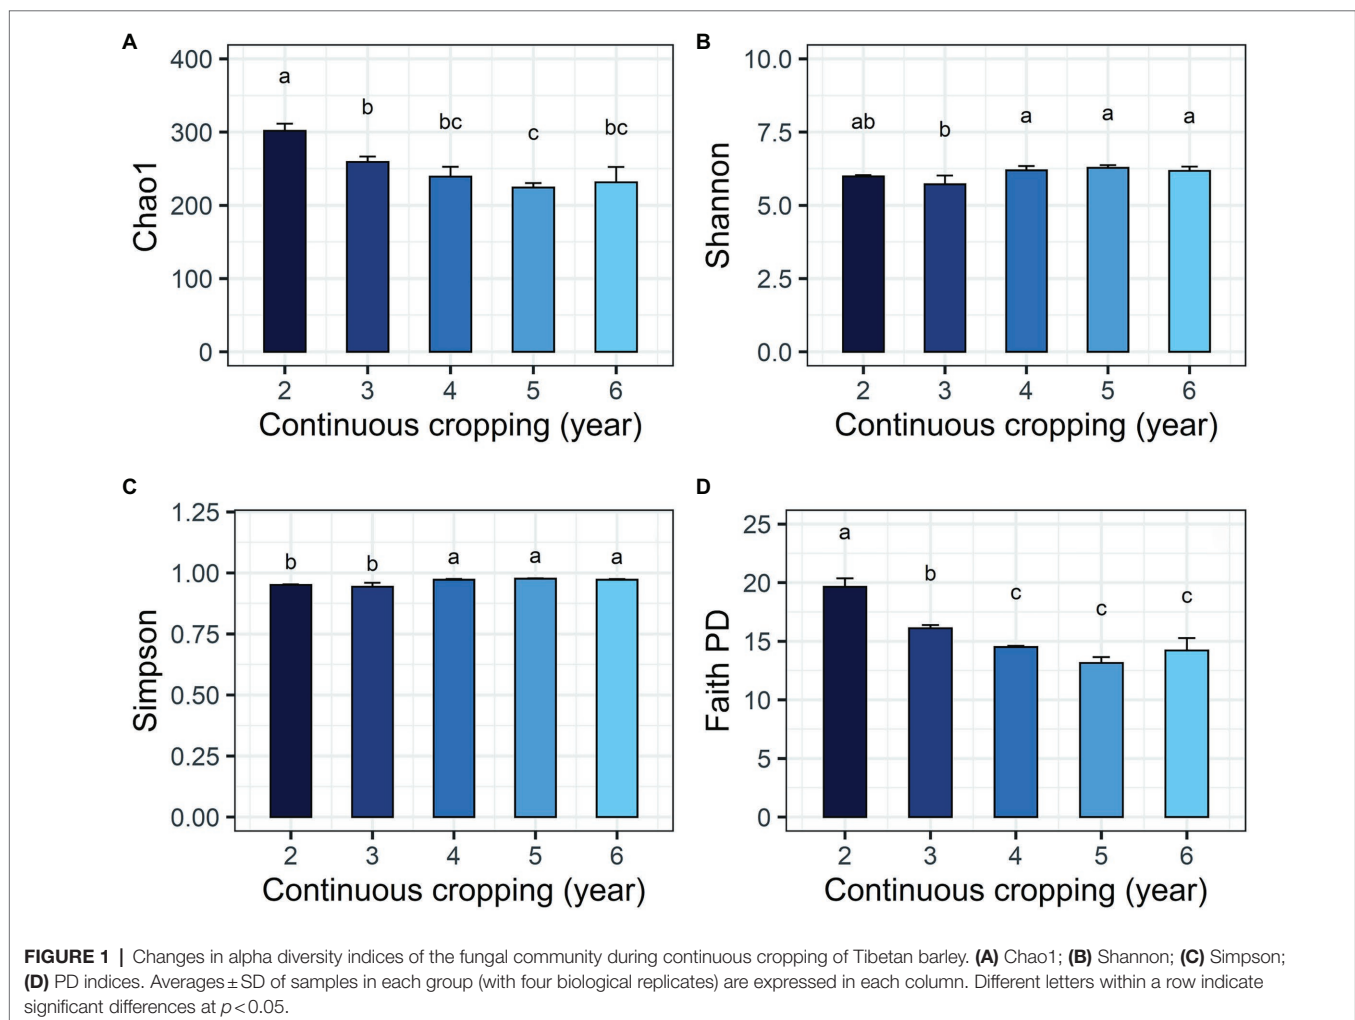 A
400
300
200
100
0
Chao1
a
b
bc
c
bc
2 3 4 5 6
Continuous cropping (year)
B
10.0
7.5
5.0
2.5
0.0
Shannon
ab
b
a
a
a
2 3 4 5 6
Continuous cropping (year)
C
1.25
1.00
0.75
0.50
0.25
0.00
Simpson
b
b
a
a
a
2 3 4 5 6
Continuous cropping (year)
D
25
20
15
10
5
0
Faith PD
a
b
c
c
c
2 3 4 5 6
Continuous cropping (year)
FIGURE 1 | Changes in alpha diversity indices of the fungal community during continuous cropping of Tibetan barley. (A) Chao1; (B) Shannon; (C) Simpson;
(D) PD indices. Averages ± SD of samples in each group (with four biological replicates) are expressed in each column. Different letters within a row indicate
significant differences at p < 0.05.